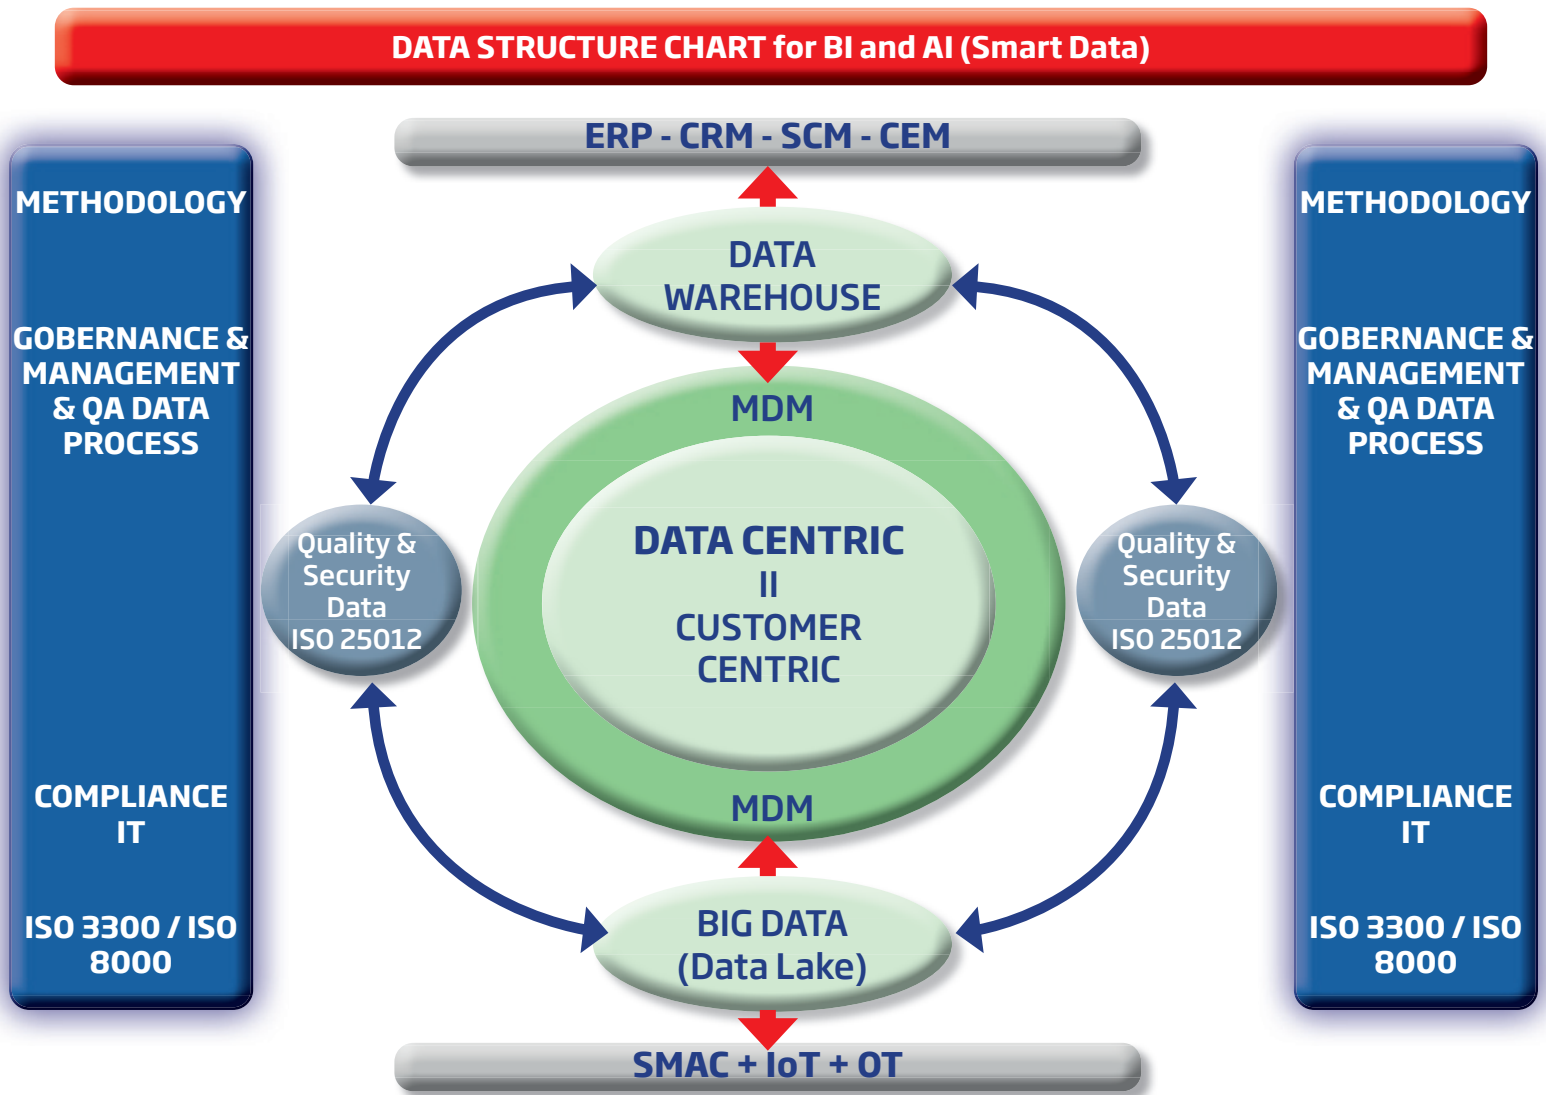 DATA STRUCTURE CHART for BI and AI (Smart Data)
ERP - CRM - SCM - CEM
METHODOLOGY
GOBERNANCE &
MANAGEMENT
& QA DATA
PROCESS
COMPLIANCE
IT
ISO 3300 / ISO
8000
DATA
WAREHOUSE
MDM
Quality &
Security
Data
ISO 25012
DATA CENTRIC
II
CUSTOMER
CENTRIC
Quality &
Security
Data
ISO 25012
MDM
BIG DATA
(Data Lake)
SMAC + IoT + OT
METHODOLOGY
GOBERNANCE &
MANAGEMENT
& QA DATA
PROCESS
COMPLIANCE
IT
ISO 3300 / ISO
8000